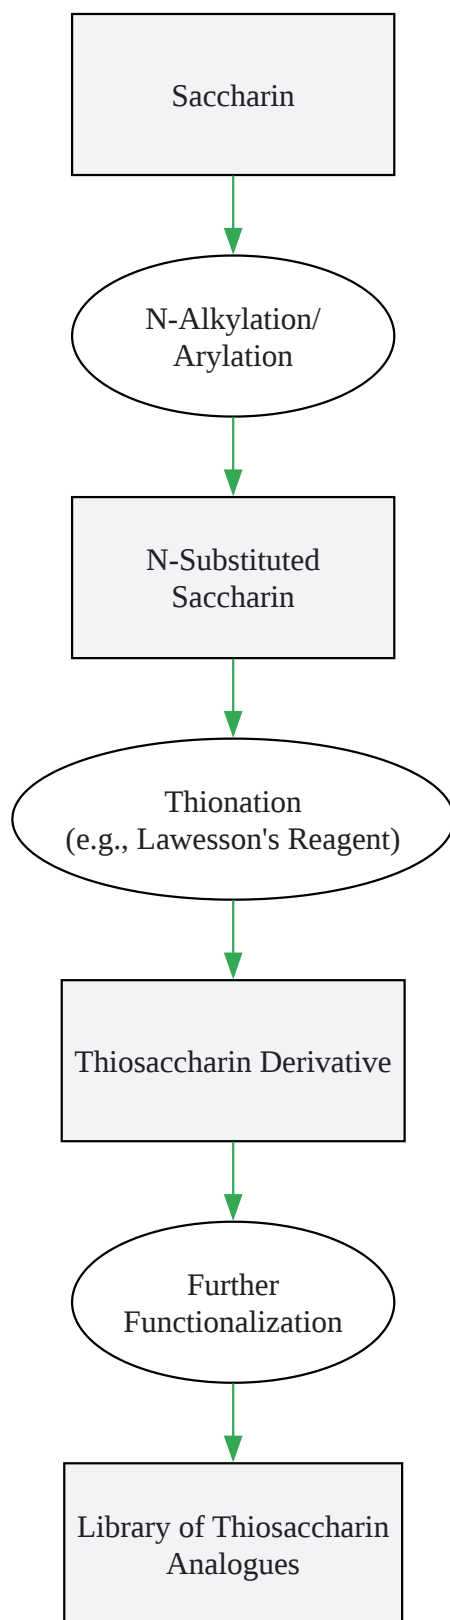 Saccharin
N-Alkylation/
Arylation
N-Substituted
Saccharin
Thionation
(e.g., Lawesson's Reagent)
Thiosaccharin Derivative
Further
Functionalization
Library of Thiosaccharin
Analogues